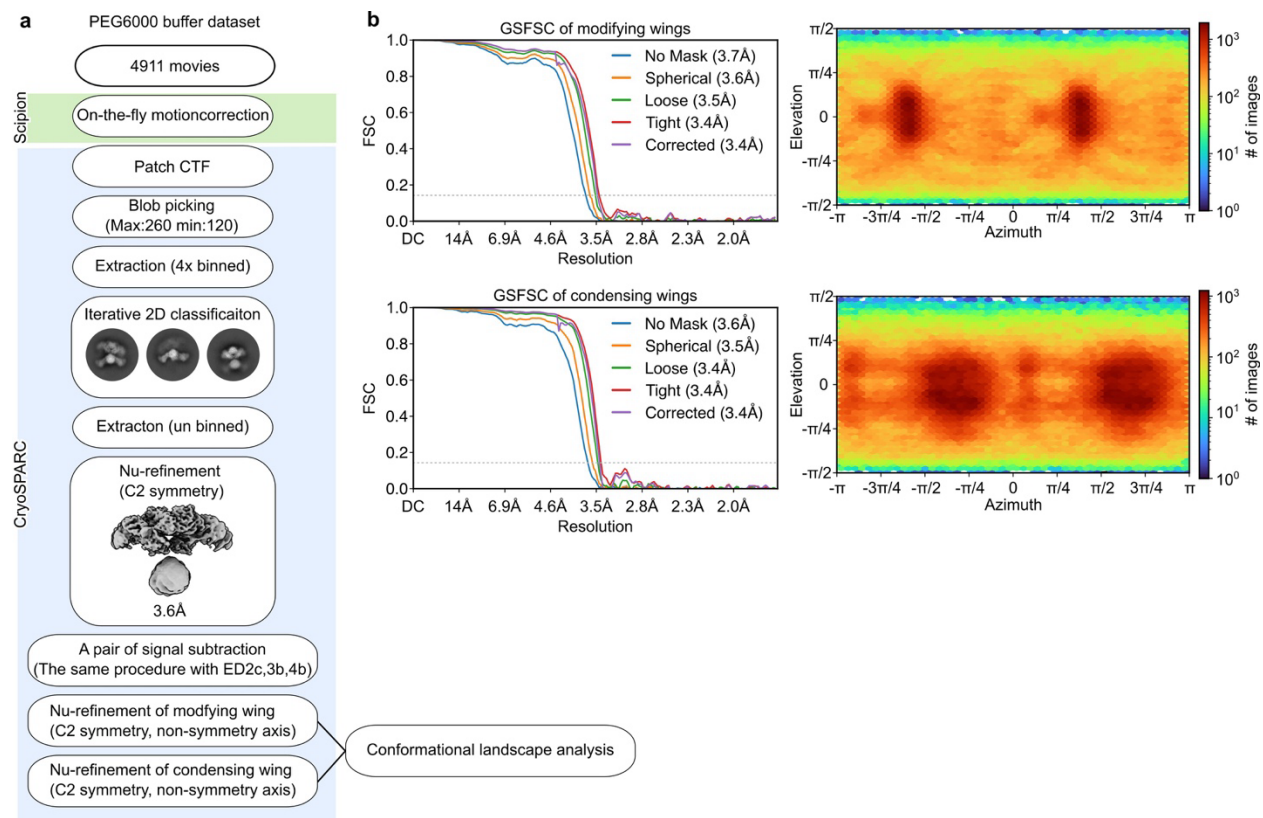 a
PEG6000 buffer dataset
4911 movies
Scipion
On-the-fly motioncorrection
CryoSPARC
Patch CTF
Blob picking
(Max:260 min:120)
Extraction (4x binned)
Iterative 2D classificaiton
Extracton (un binned)
Nu-refinement
(C2 symmetry)
3.6Å
A pair of signal subtraction
(The same procedure with ED2c,3b,4b)
Nu-refinement of modfying wing
(C2 symmetry, non-symmetry axis)
Nu-refinement of condensing wing
(C2 symmetry, non-symmetry axis)
Conformational landscape analysis
b
GSFSC of modifying wings
FSC
1.0
0.8
0.6
0.4
0.2
0.0
No Mask (3.7Å)
Spherical (3.6Å)
Loose (3.5Å)
Tight (3.4Å)
Corrected (3.4Å)
DC 14Å 6.9Å 4.6Å 3.5Å 2.8Å 2.3Å 2.0Å
Resolution
Elevation
π/2
π/4
0
-π/4
-π/2
-π -3π/4 -π/2 -π/4 0 π/4 π/2 3π/4 π
Azimuth
10³
10²
10¹
10⁰
# of images
GSFSC of condensing wings
FSC
1.0
0.8
0.6
0.4
0.2
0.0
No Mask (3.6Å)
Spherical (3.5Å)
Loose (3.4Å)
Tight (3.4Å)
Corrected (3.4Å)
DC 14Å 6.9Å 4.6Å 3.5Å 2.8Å 2.3Å 2.0Å
Resolution
Elevation
π/2
π/4
0
-π/4
-π/2
-π -3π/4 -π/2 -π/4 0 π/4 π/2 3π/4 π
Azimuth
10³
10²
10¹
10⁰
# of images